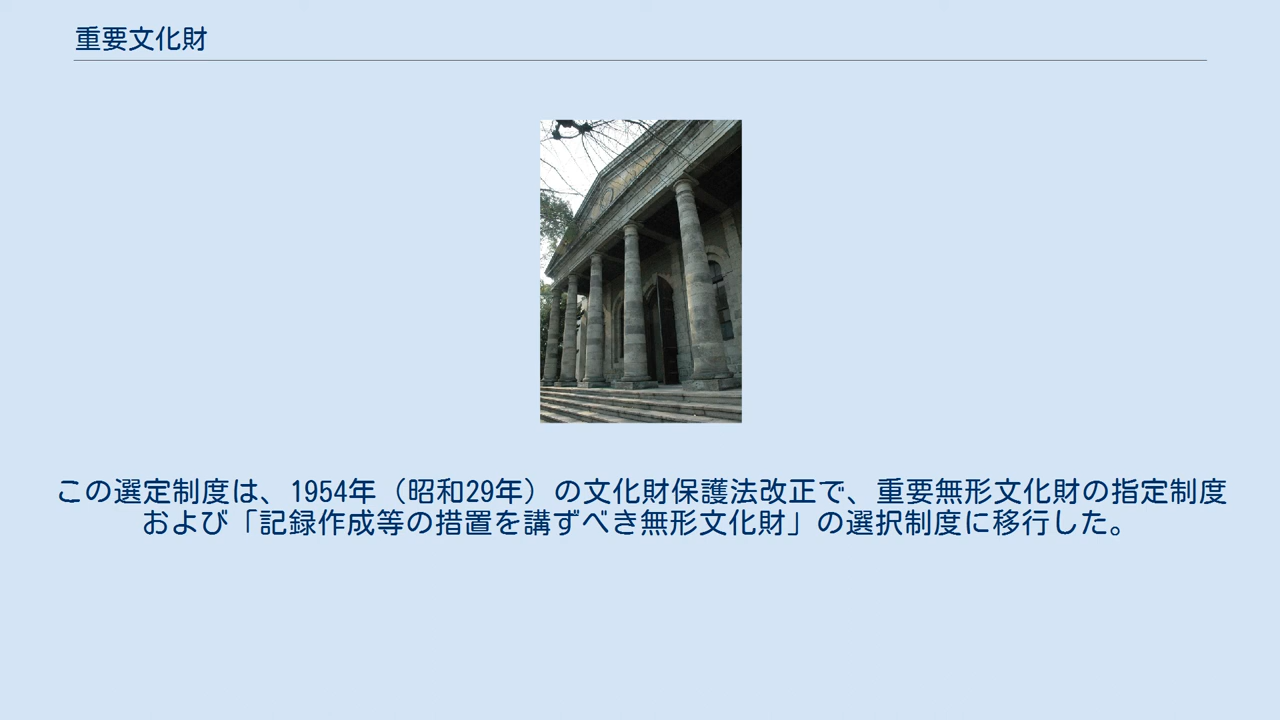 重要文化財
この選定制度は、1954年（昭和29年）の文化財保護法改正で、重要無形文化財の指定制度
および「記録作成等の措置を講ずべき無形文化財」の選択制度に移行した。